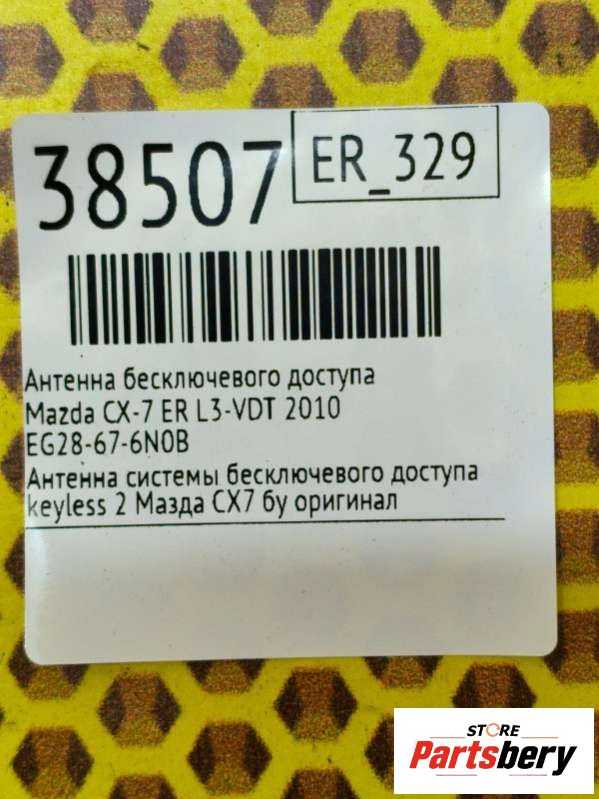 38507
ER_329
Антенна бесключевого доступа
Mazda CX-7 ER L3-VDT 2010
EG28-67-6N0B
Антенна системы бесключевого доступа
keyless 2 Мазда CX7 бу оригинал
STORE
Partsbery